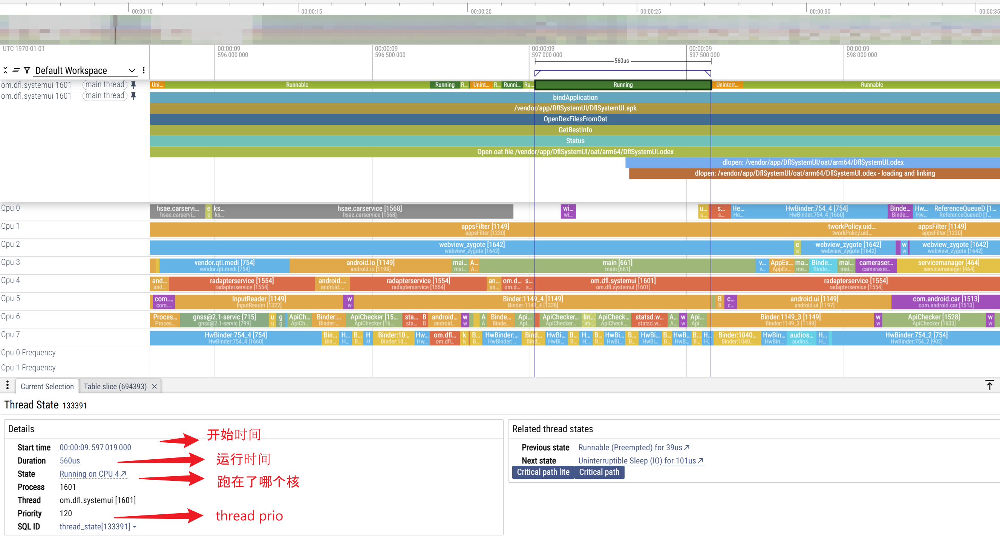 00:00:10 00:00:15 00:00:20 00:00:25 00:00:30 00:00:35
UTC 1970-01-01
00:00:09 00:00:09 00:00:09 00:00:09 00:00:09
596 000 000 596 500 000 597 000 000 597 500 000 598 000 000
560us
Default Workspace
om.dfl.systemui 1601 main thread Uni... Runnable Running R... Unint... R... Runni... Ru... Running Uninterr... Runnable
om.dfl.systemui 1601 main thread
bindApplication
/vendor/app/DflSystemUI/DflSystemUI.apk
OpenDexFilesFromOat
GetBestInfo
Status
Open oat file /vendor/app/DflSystemUI/oat/arm64/DflSystemUI.odex
dlopen: /vendor/app/DflSystemUI/oat/arm64/DflSystemUI.odex
dlopen: /vendor/app/DflSystemUI/oat/arm64/DflSystemUI.odex - loading and linking
Cpu 0 hsae.carservi... e ks... hsae.carservice [1568] wi... u... s... He... HwBinder:754_4 [754] Binde... Hw... ReferenceQueueD [1...
hsae.carservi... e ks... hsae.carservice [1568] wi... u... s... He... HwBinder:754_4 [1660] Binde... Hw... ReferenceQueueD [1...
Cpu 1 appsFilter [1149] tworkPolicy.uid... appsFilter [1149]
appsFilter [1230] tworkPolicy.uid... appsFilter [1230]
Cpu 2 webview_zygote [1642] e webview_zygote [1642] w webview_zygote [1642]
webview_zygote [1642] e webview_zygote [1642] w webview_zygote [1642]
Cpu 3 vendor.qti.medi [754] android.io [1149] mai... A... main [661] v... AppEx... ma... Binde... mai... cameraser... servicemanager [464]
vendor.qti.medi [754] android.io [1198] mai... A... main [661] v... AppEx... ma... Binde... mai... cameraser... servicemanager [464]
Cpu 4 and... radapterservice [1554] android.... radapterservice [1554] an... om.d... s... om.dfl.systemui [1601] radapterservice [1554]
and... radapterservice [1554] android.... radapterservice [1554] an... om.d... s... om.dfl.systemui [1601] radapterservice [1554]
Cpu 5 com.... InputReader [1149] w Binder:1149_4 [1149] B c... android.ui [1149] com.android.car [1513]
com.... InputReader [1322] w Binder:1149_4 [1328] B c... android.ui [1197] com.android.car [1513]
Cpu 6 Proces... gnss@2.1-servic [715] u g ApiCh... Binder:... ApiChecker [15... sta... B android... w A Binde... Api... ApiChecker... Im... ApiCheck... statsd.w... A... w Api... Binder:1149_3 [1149] w ApiChecker [1528] w
Proces... gnss@2.1-servic [799] u g ApiCh... Binder:... ApiChecker [16... sta... B android... w A Binde... Api... ApiChecker... Im... ApiCheck... statsd.w... A... w Api... Binder:1149_3 [1149] w ApiChecker [1633] w
Cpu 7 HwBinder:754_4 [754] Bin... H... B... H Binder:10... Hw... om.dfl... k B... HwBinder:... Bind... HwBi... B... H... B... HwBi... B... HwBi... B... HwB... B... H... Binder:1040... HwBin... audios... H... HwBinder:754_2 [754]
HwBinder:754_4 [1660] Bin... H... B... H Binder:10... Hw... om.dfl... k B... HwBinder:... Bind... HwBi... B... H... B... HwBi... B... HwBi... B... HwB... B... H... Binder:1040... HwBin... audios... H... HwBinder:754_2 [902]
Cpu 0 Frequency
Cpu 1 Frequency
Current Selection Table slice (694393) ×
Thread State 133391
Details
Start time 00:00:09.597 019 000 开始时间
Duration 560us 运行时间
State Running on CPU 4 跑在了哪个核
Process 1601
Thread om.dfl.systemui [1601]
Priority 120 thread prio
SQL ID thread_state[133391]
Related thread states
Previous state Runnable (Preempted) for 39us
Next state Uninterruptible Sleep (IO) for 101us
Critical path lite Critical path